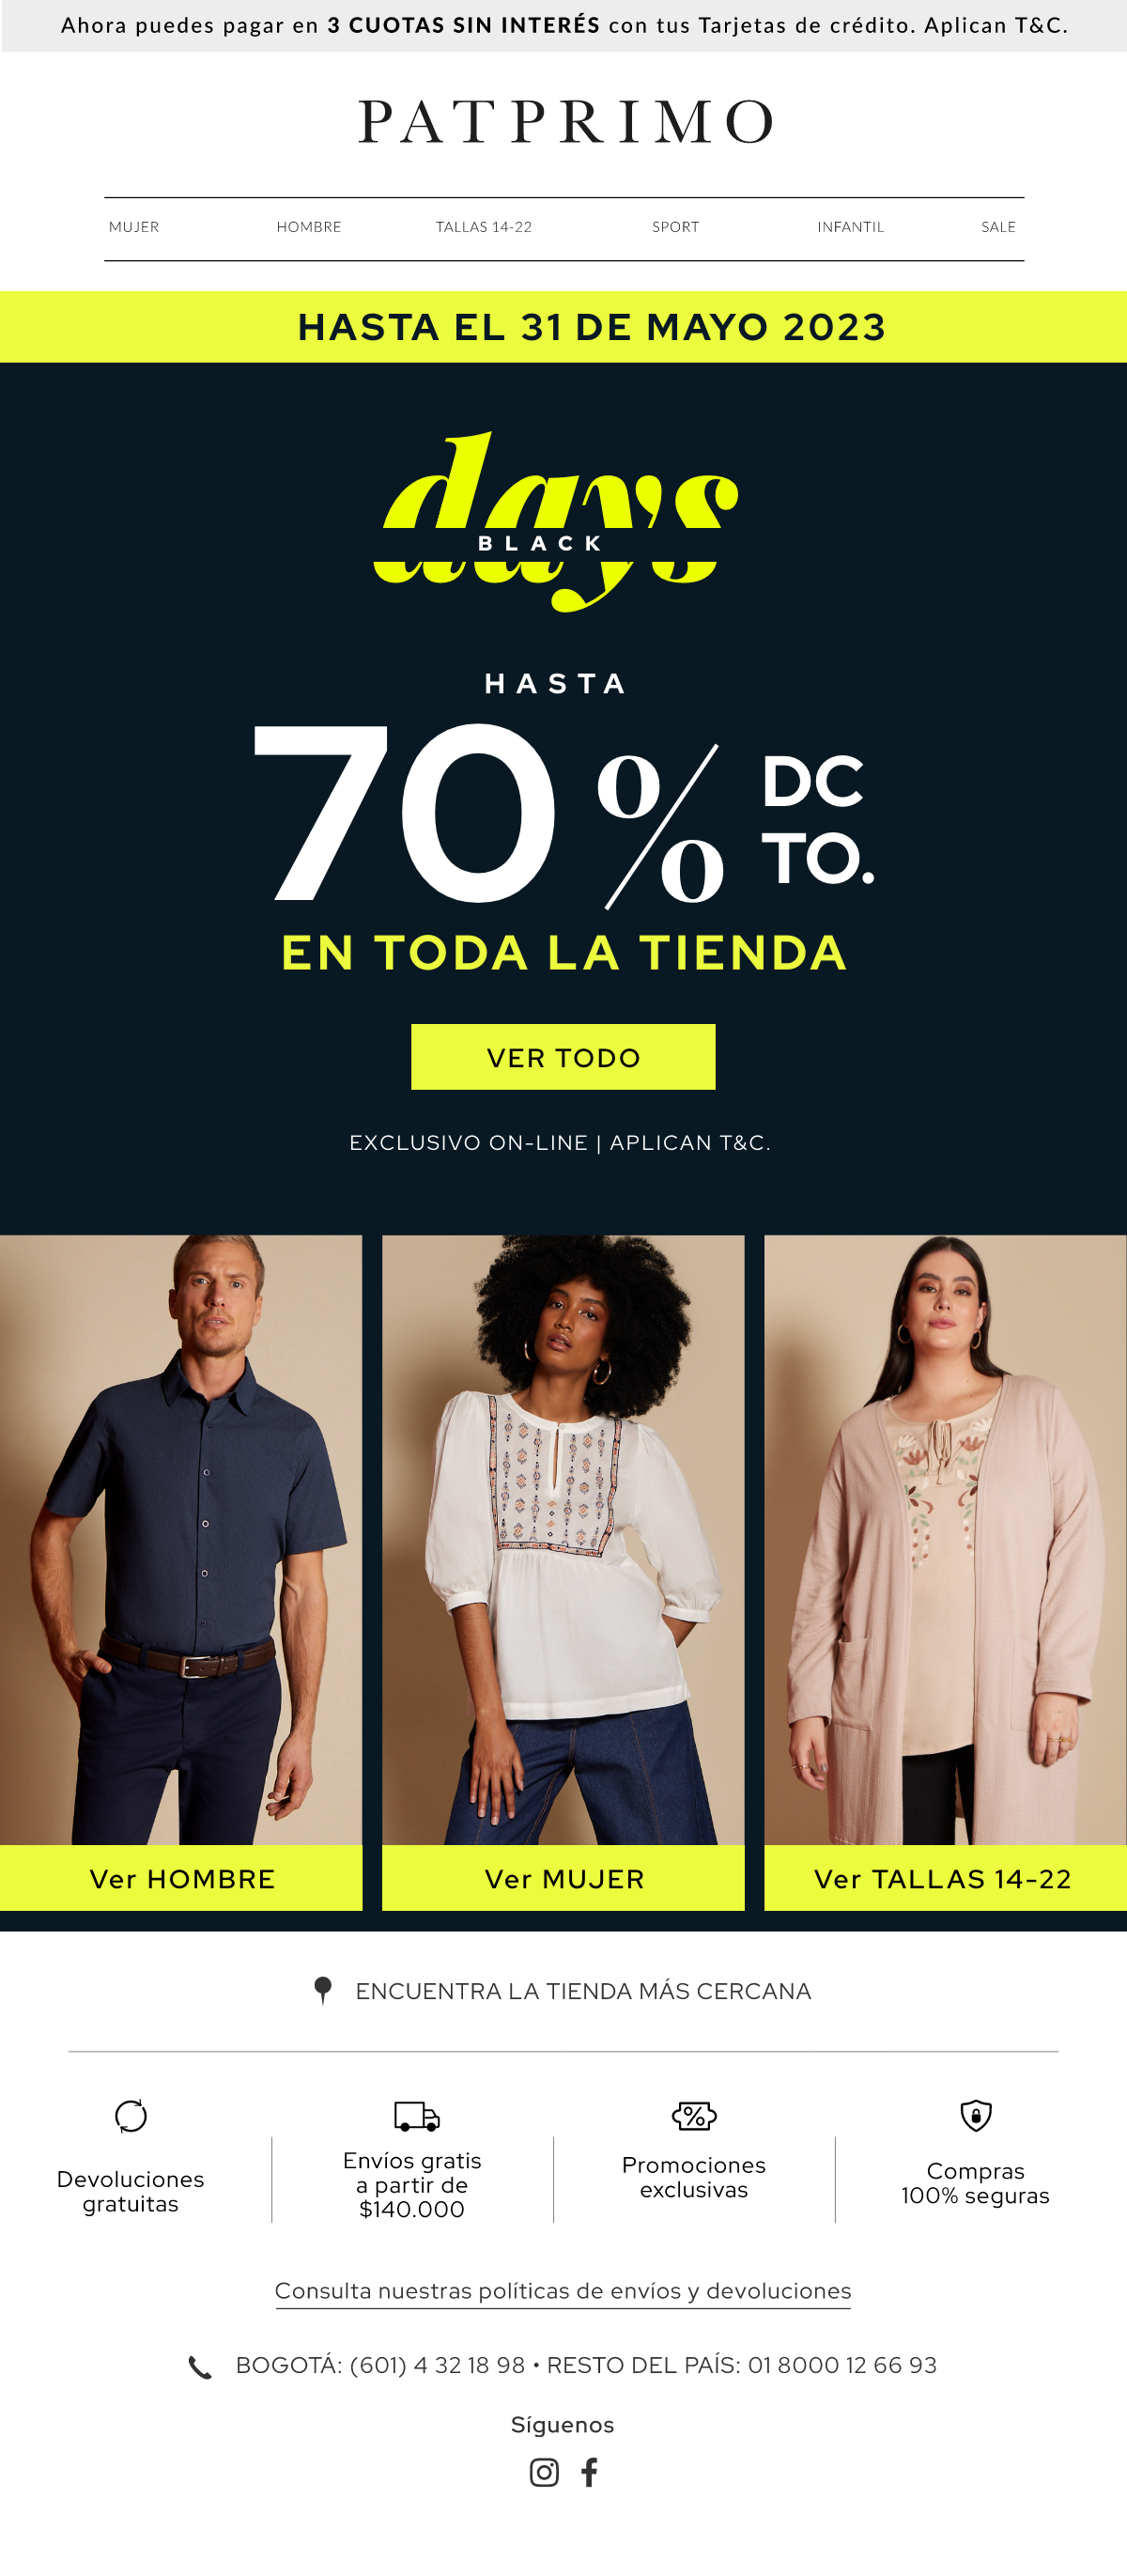 Ahora puedes pagar en 3 CUOTAS SIN INTERÉS con tus Tarjetas de crédito. Aplican T&C.
PATPRIMO
MUJER HOMBRE TALLAS 14-22 SPORT INFANTIL SALE
HASTA EL 31 DE MAYO 2023
days
BLACK
HASTA
70% DC
TO.
EN TODA LA TIENDA
VER TODO
EXCLUSIVO ON-LINE | APLICAN T&C.
Ver HOMBRE Ver MUJER Ver TALLAS 14-22
ENCUENTRA LA TIENDA MÁS CERCANA
Devoluciones
gratuitas
Envíos gratis
a partir de
$140.000
Promociones
exclusivas
Compras
100% seguras
Consulta nuestras políticas de envíos y devoluciones
BOGOTÁ: (601) 4 32 18 98 • RESTO DEL PAÍS: 01 8000 12 66 93
Síguenos